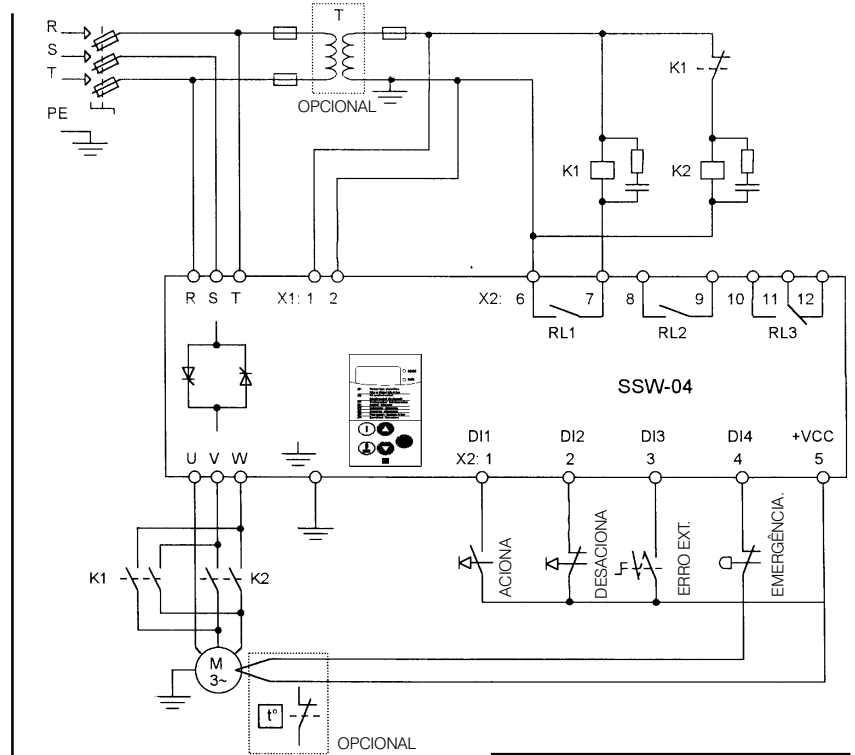 T
R
S
T
PE
OPCIONAL
K1
K1
K2
R S T X1: 1 2 X2: 6 7 8 9 10 11 12
RL1 RL2 RL3
SSW-04
DI1 DI2 DI3 DI4 +VCC
U V W X2: 1 2 3 4 5
ACIONA
DESACIONA
ERRO EXT.
EMERGÊNCIA.
K1 K2
M
3~
t°
OPCIONAL